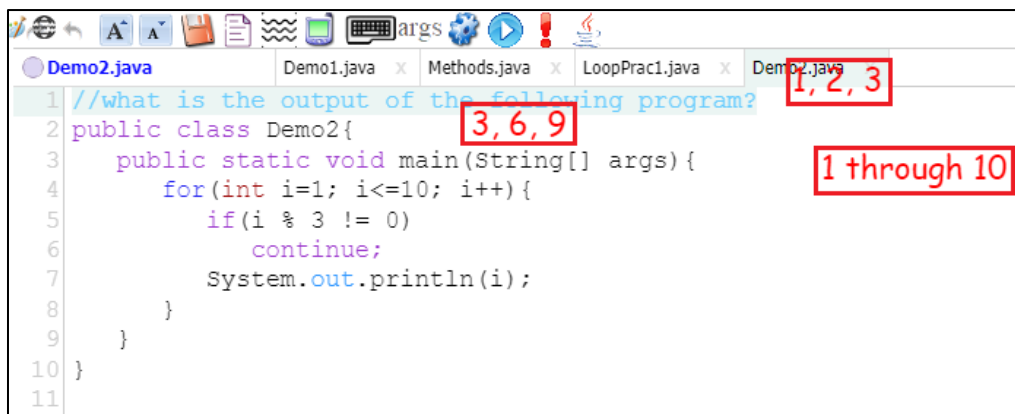 A A args
Demo2.java Demo1.java x Methods.java x LoopPrac1.java x Demo2.java
1, 2, 3
1 //what is the output of the following program?
3, 6, 9
2 public class Demo2{
3 public static void main(String[] args){
1 through 10
4 for(int i=1; i<=10; i++){
5 if(i % 3 != 0)
6 continue;
7 System.out.println(i);
8 }
9 }
10 }
11